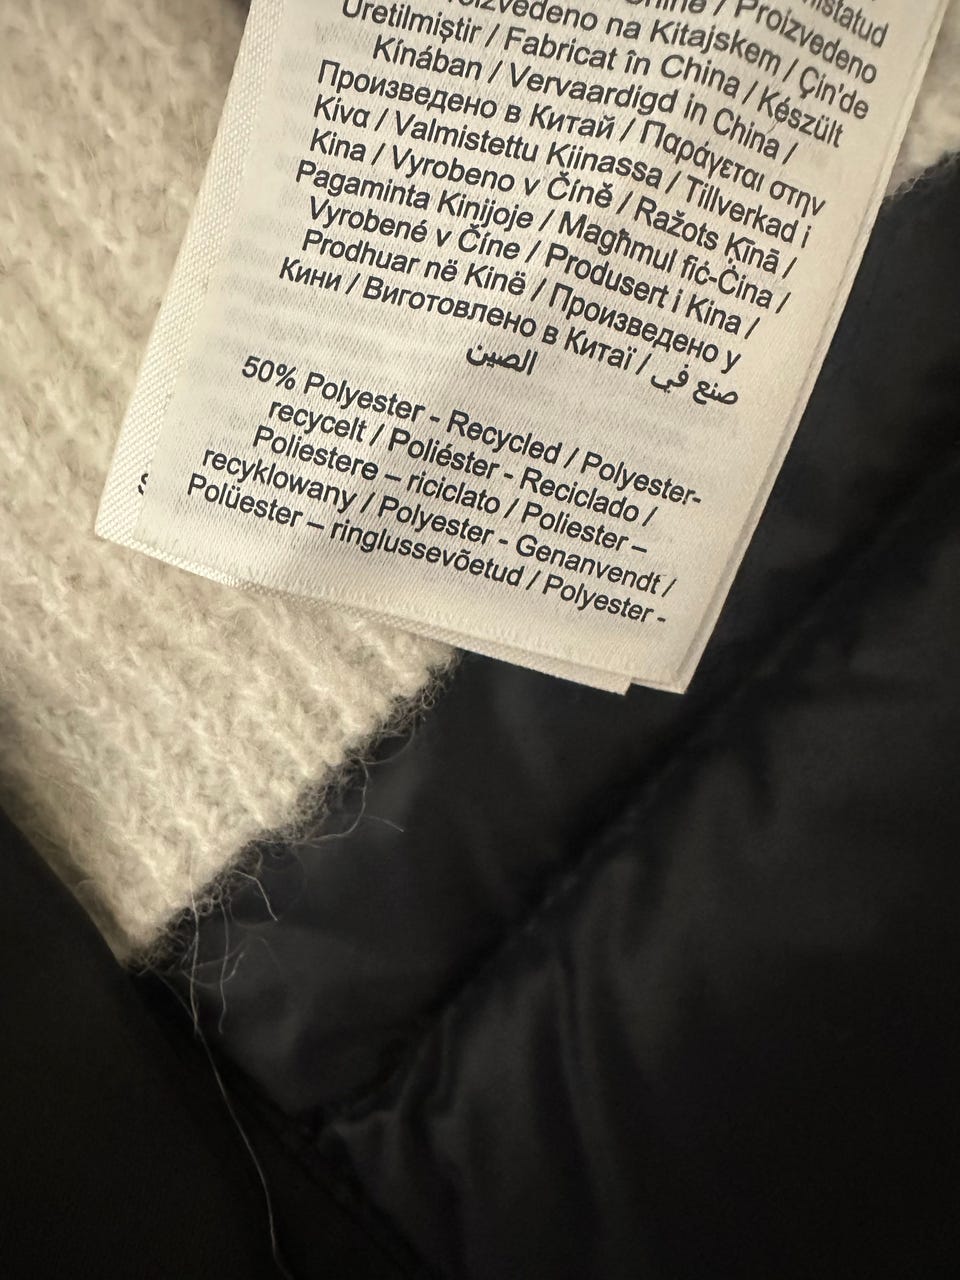 Proizvedeno
na Kitajskem / Çin'de
Üretilmiştir / Fabricat în China / Készült
Kínában / Vervaardigd in China /
Произведено в Китай / Παράγεται στην
Κίνα / Valmistettu Kiinassa / Tillverkad i
Kina / Vyrobeno v Číně / Ražots Ķīnā /
Pagaminta Kinijoje / Magħmul fiċ-Ċina /
Vyrobené v Číne / Produsert i Kina /
Prodhuar në Kinë / Произведено у
Кини / Виготовлено в Китаї / صنع في
الصين
50% Polyester - Recycled / Polyester-
recycelt / Poliéster - Reciclado /
Poliestere – riciclato / Poliester –
recyklowany / Polyester - Genanvendt /
Polüester – ringlussevõetud / Polyester -